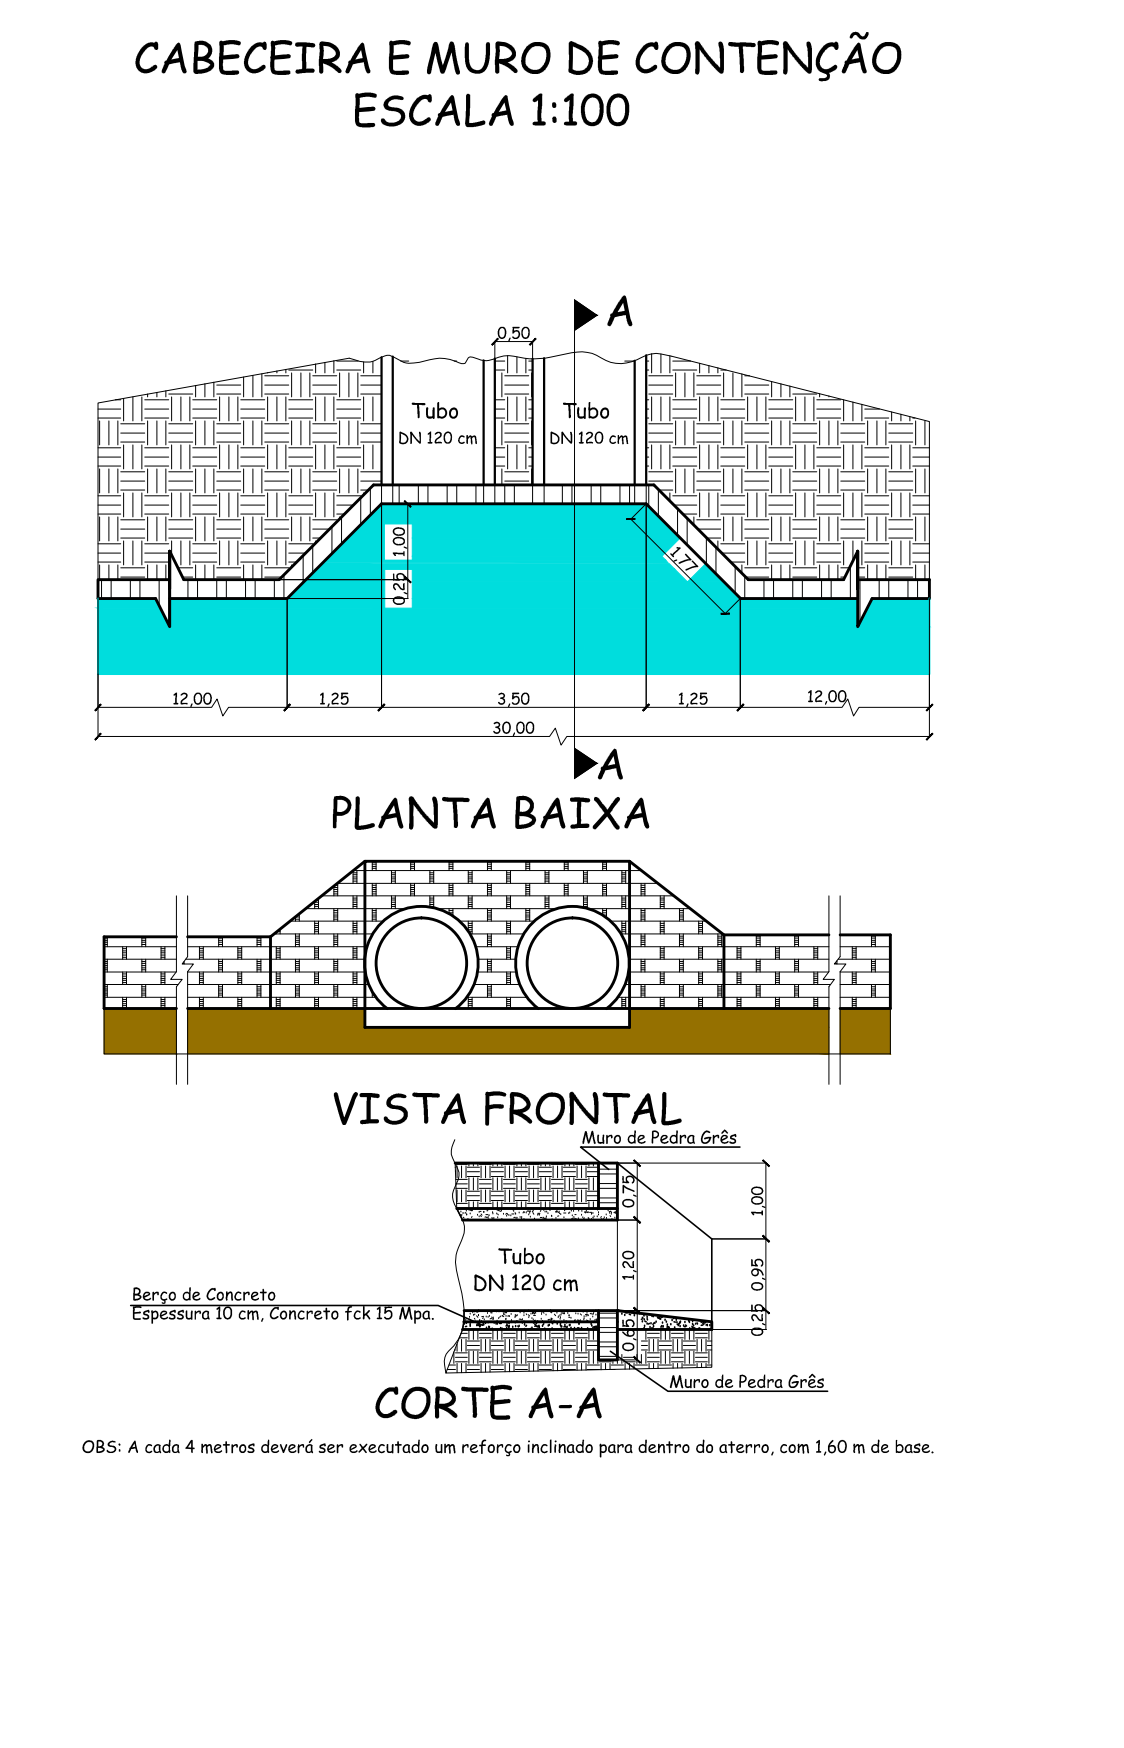 CABECEIRA E MURO DE CONTENÇÃO
ESCALA 1:100
A
0,50
Tubo
DN 120 cm
Tubo
DN 120 cm
1,00
0,25
1,77
12,00
1,25
3,50
1,25
12,00
30,00
A
PLANTA BAIXA
VISTA FRONTAL
Muro de Pedra Grês
0,75
1,00
Tubo
DN 120 cm
1,20
0,95
Berço de Concreto
Espessura 10 cm, Concreto fck 15 Mpa.
0,65
0,25
Muro de Pedra Grês
CORTE A-A
OBS: A cada 4 metros deverá ser executado um reforço inclinado para dentro do aterro, com 1,60 m de base.